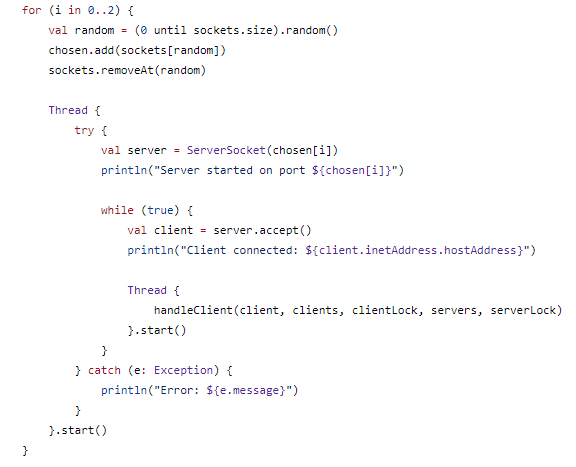 for (i in 0..2) {
    val random = (0 until sockets.size).random()
    chosen.add(sockets[random])
    sockets.removeAt(random)

    Thread {
        try {
            val server = ServerSocket(chosen[i])
            println("Server started on port ${chosen[i]}")

            while (true) {
                val client = server.accept()
                println("Client connected: ${client.inetAddress.hostAddress}")

                Thread {
                    handleClient(client, clients, clientLock, servers, serverLock)
                }.start()
            }
        } catch (e: Exception) {
            println("Error: ${e.message}")
        }
    }.start()
}